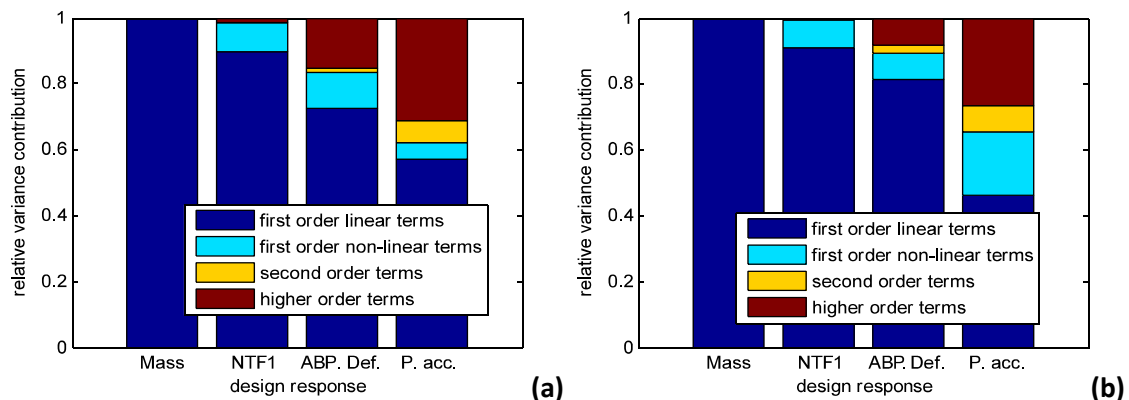 relative variance contribution
1
0.8
0.6
0.4
0.2
0
first order linear terms
first order non-linear terms
second order terms
higher order terms
Mass NTF1 ABP. Def. P. acc.
design response
(a)
relative variance contribution
1
0.8
0.6
0.4
0.2
0
first order linear terms
first order non-linear terms
second order terms
higher order terms
Mass NTF1 ABP. Def. P. acc.
design response
(b)